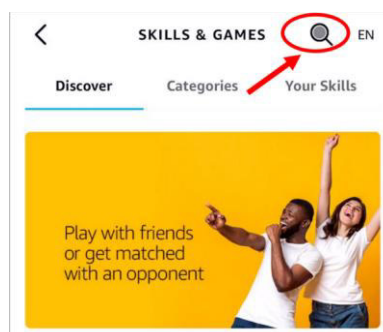 SKILLS & GAMES EN
Discover Categories Your Skills
Play with friends
or get matched
with an opponent